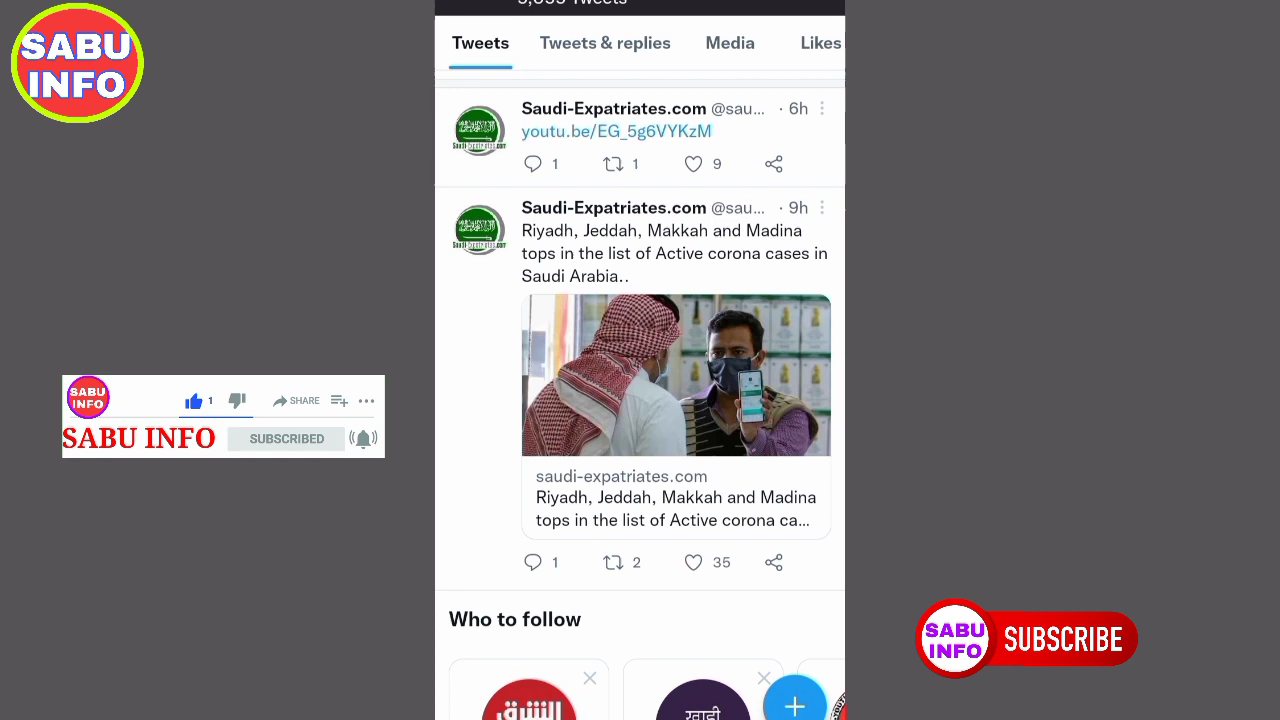 SABU
INFO
Tweets
Tweets & replies
Media
Likes
Saudi-Expatriates.com @sau... · 6h
youtu.be/EG_5g6VYKzM
1
1
9
Saudi-Expatriates.com @sau... · 9h
Riyadh, Jeddah, Makkah and Madina
tops in the list of Active corona cases in
Saudi Arabia..
saudi-expatriates.com
Riyadh, Jeddah, Makkah and Madina
tops in the list of Active corona ca...
1
2
35
Who to follow
الشرق
SABU
INFO
1
SHARE
SABU INFO
SUBSCRIBED
SABU
INFO
SUBSCRIBE